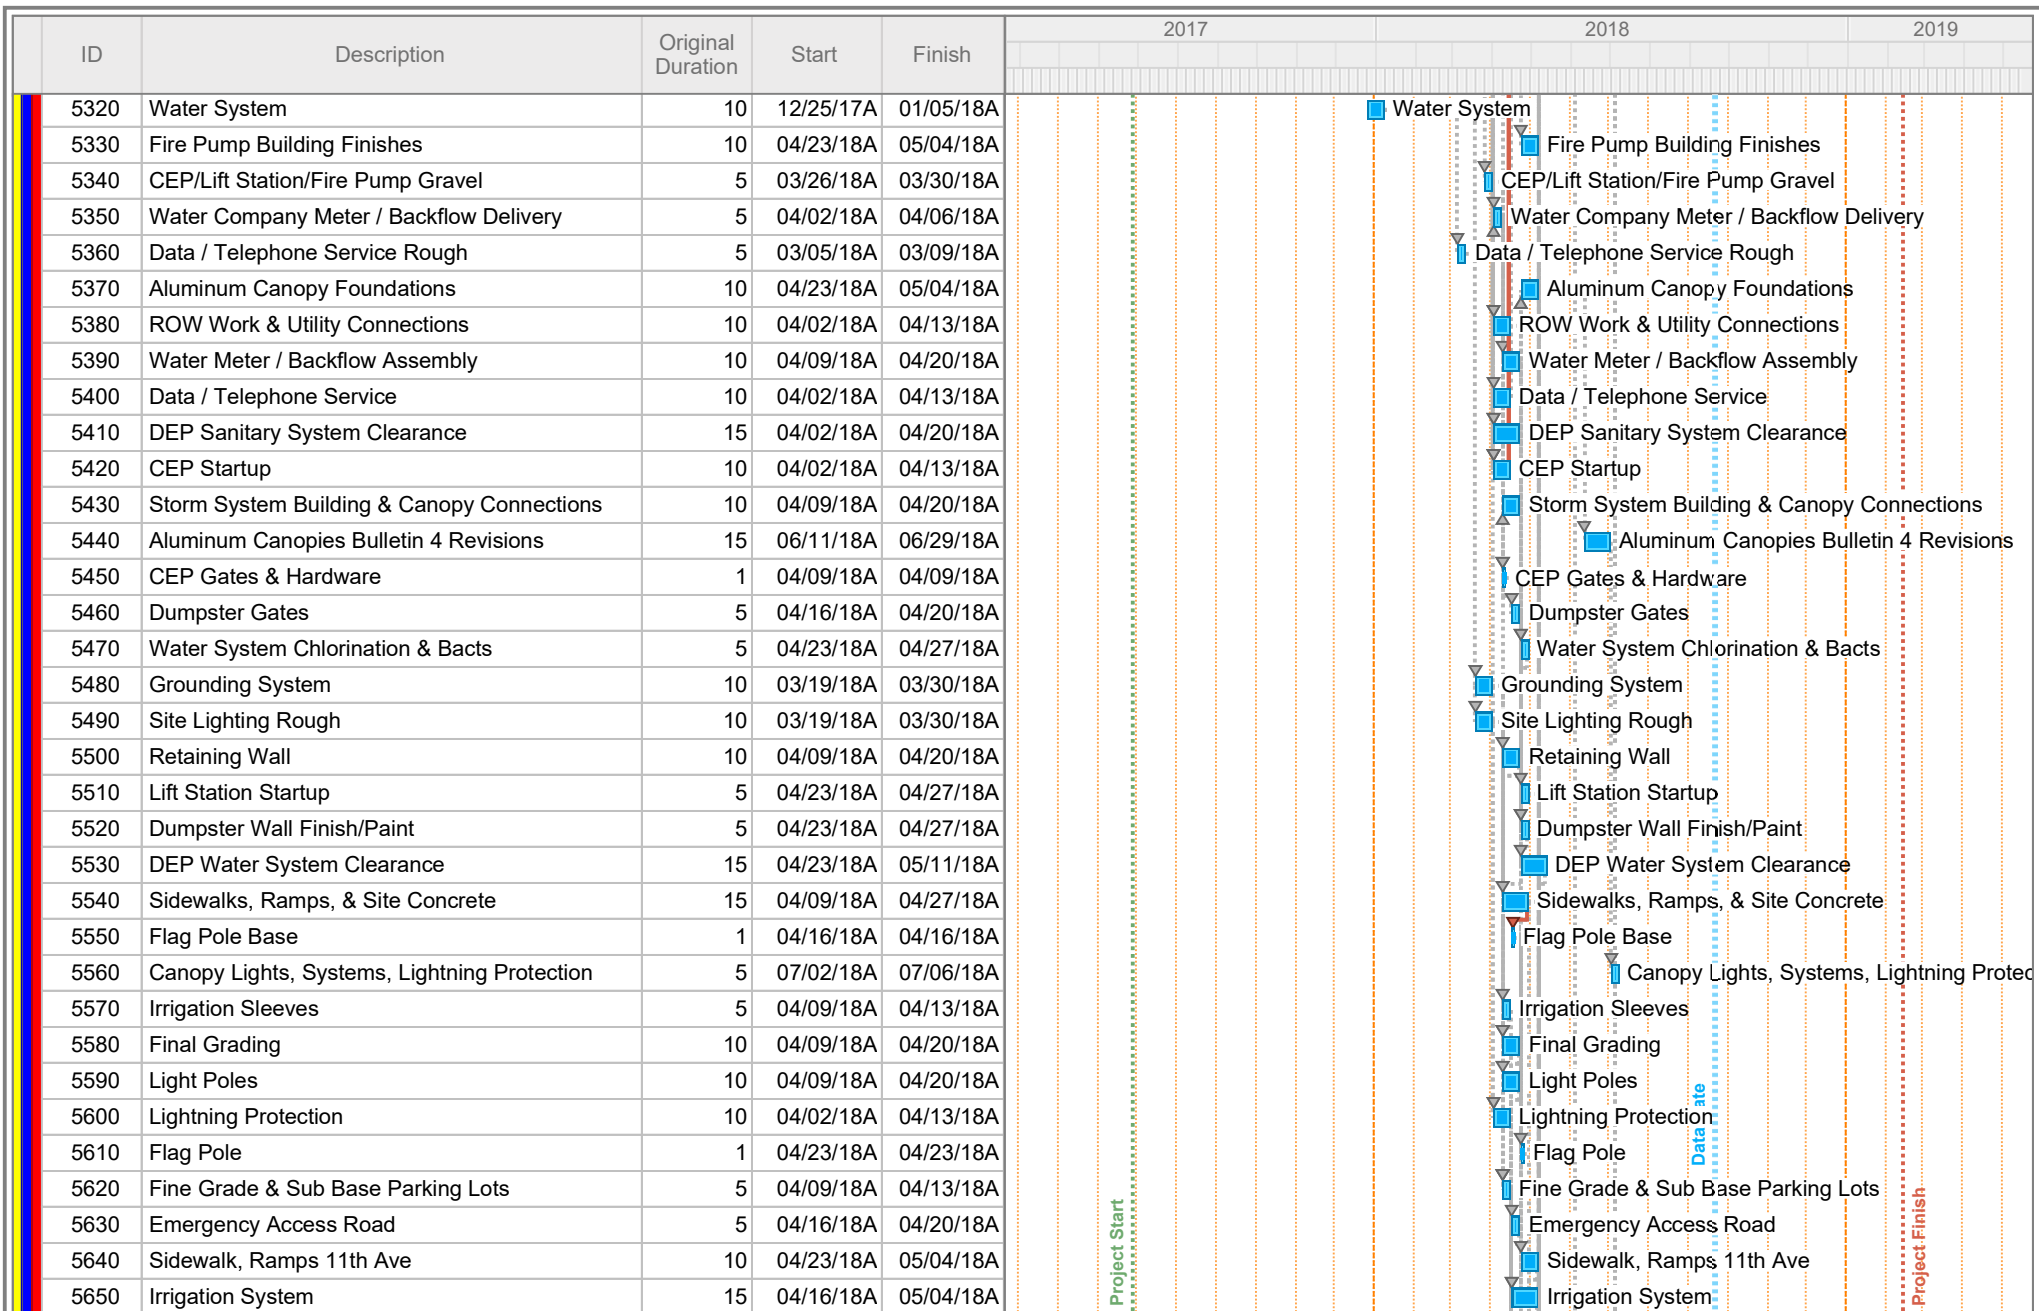 2017 2018 2019
ID Description Original Duration Start Finish
5320 Water System 10 12/25/17A 01/05/18A Water System
5330 Fire Pump Building Finishes 10 04/23/18A 05/04/18A Fire Pump Building Finishes
5340 CEP/Lift Station/Fire Pump Gravel 5 03/26/18A 03/30/18A CEP/Lift Station/Fire Pump Gravel
5350 Water Company Meter / Backflow Delivery 5 04/02/18A 04/06/18A Water Company Meter / Backflow Delivery
5360 Data / Telephone Service Rough 5 03/05/18A 03/09/18A Data / Telephone Service Rough
5370 Aluminum Canopy Foundations 10 04/23/18A 05/04/18A Aluminum Canopy Foundations
5380 ROW Work & Utility Connections 10 04/02/18A 04/13/18A ROW Work & Utility Connections
5390 Water Meter / Backflow Assembly 10 04/09/18A 04/20/18A Water Meter / Backflow Assembly
5400 Data / Telephone Service 10 04/02/18A 04/13/18A Data / Telephone Service
5410 DEP Sanitary System Clearance 15 04/02/18A 04/20/18A DEP Sanitary System Clearance
5420 CEP Startup 10 04/02/18A 04/13/18A CEP Startup
5430 Storm System Building & Canopy Connections 10 04/09/18A 04/20/18A Storm System Building & Canopy Connections
5440 Aluminum Canopies Bulletin 4 Revisions 15 06/11/18A 06/29/18A Aluminum Canopies Bulletin 4 Revisions
5450 CEP Gates & Hardware 1 04/09/18A 04/09/18A CEP Gates & Hardware
5460 Dumpster Gates 5 04/16/18A 04/20/18A Dumpster Gates
5470 Water System Chlorination & Bacts 5 04/23/18A 04/27/18A Water System Chlorination & Bacts
5480 Grounding System 10 03/19/18A 03/30/18A Grounding System
5490 Site Lighting Rough 10 03/19/18A 03/30/18A Site Lighting Rough
5500 Retaining Wall 10 04/09/18A 04/20/18A Retaining Wall
5510 Lift Station Startup 5 04/23/18A 04/27/18A Lift Station Startup
5520 Dumpster Wall Finish/Paint 5 04/23/18A 04/27/18A Dumpster Wall Finish/Paint
5530 DEP Water System Clearance 15 04/23/18A 05/11/18A DEP Water System Clearance
5540 Sidewalks, Ramps, & Site Concrete 15 04/09/18A 04/27/18A Sidewalks, Ramps, & Site Concrete
5550 Flag Pole Base 1 04/16/18A 04/16/18A Flag Pole Base
5560 Canopy Lights, Systems, Lightning Protection 5 07/02/18A 07/06/18A Canopy Lights, Systems, Lightning Protec
5570 Irrigation Sleeves 5 04/09/18A 04/13/18A Irrigation Sleeves
5580 Final Grading 10 04/09/18A 04/20/18A Final Grading
5590 Light Poles 10 04/09/18A 04/20/18A Light Poles
5600 Lightning Protection 10 04/02/18A 04/13/18A Lightning Protection
5610 Flag Pole 1 04/23/18A 04/23/18A Flag Pole
5620 Fine Grade & Sub Base Parking Lots 5 04/09/18A 04/13/18A Fine Grade & Sub Base Parking Lots
5630 Emergency Access Road 5 04/16/18A 04/20/18A Emergency Access Road
5640 Sidewalk, Ramps 11th Ave 10 04/23/18A 05/04/18A Sidewalk, Ramps 11th Ave
5650 Irrigation System 15 04/16/18A 05/04/18A Irrigation System
Project Start
Data ate
Project Finish